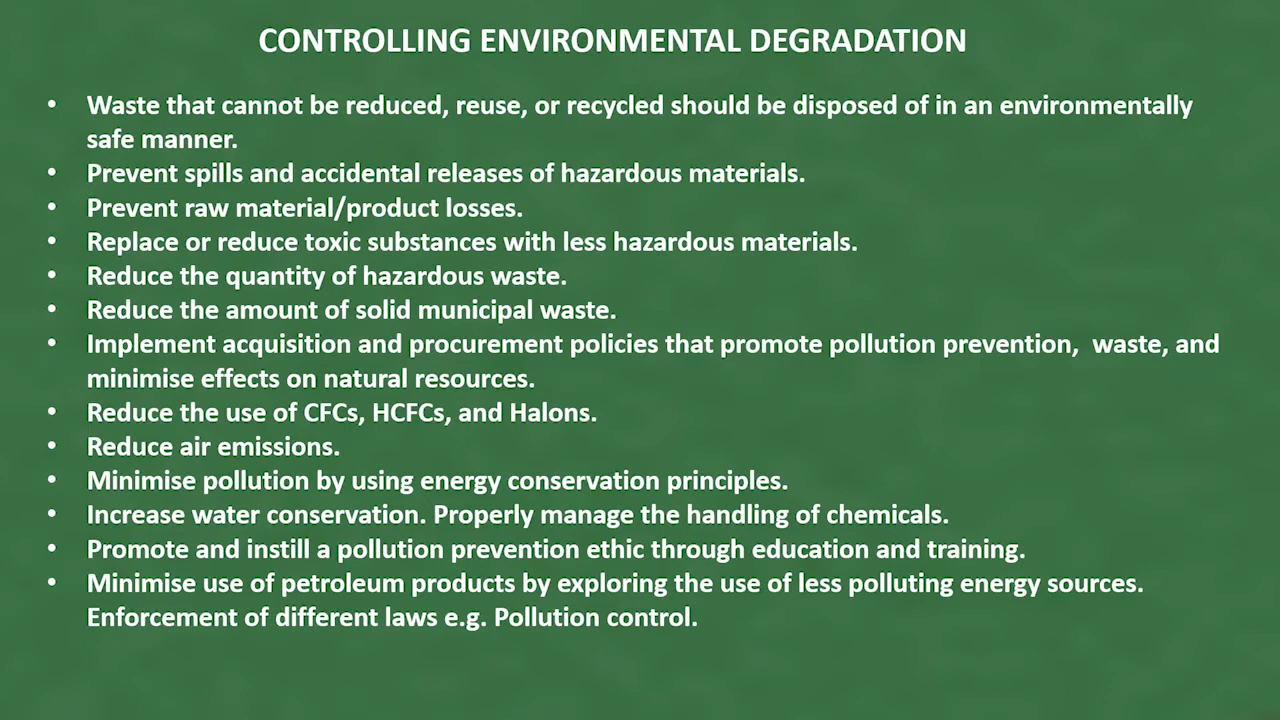 CONTROLLING ENVIRONMENTAL DEGRADATION
• Waste that cannot be reduced, reuse, or recycled should be disposed of in an environmentally
safe manner.
• Prevent spills and accidental releases of hazardous materials.
• Prevent raw material/product losses.
• Replace or reduce toxic substances with less hazardous materials.
• Reduce the quantity of hazardous waste.
• Reduce the amount of solid municipal waste.
• Implement acquisition and procurement policies that promote pollution prevention,  waste, and
minimise effects on natural resources.
• Reduce the use of CFCs, HCFCs, and Halons.
• Reduce air emissions.
• Minimise pollution by using energy conservation principles.
• Increase water conservation. Properly manage the handling of chemicals.
• Promote and instill a pollution prevention ethic through education and training.
• Minimise use of petroleum products by exploring the use of less polluting energy sources.
Enforcement of different laws e.g. Pollution control.